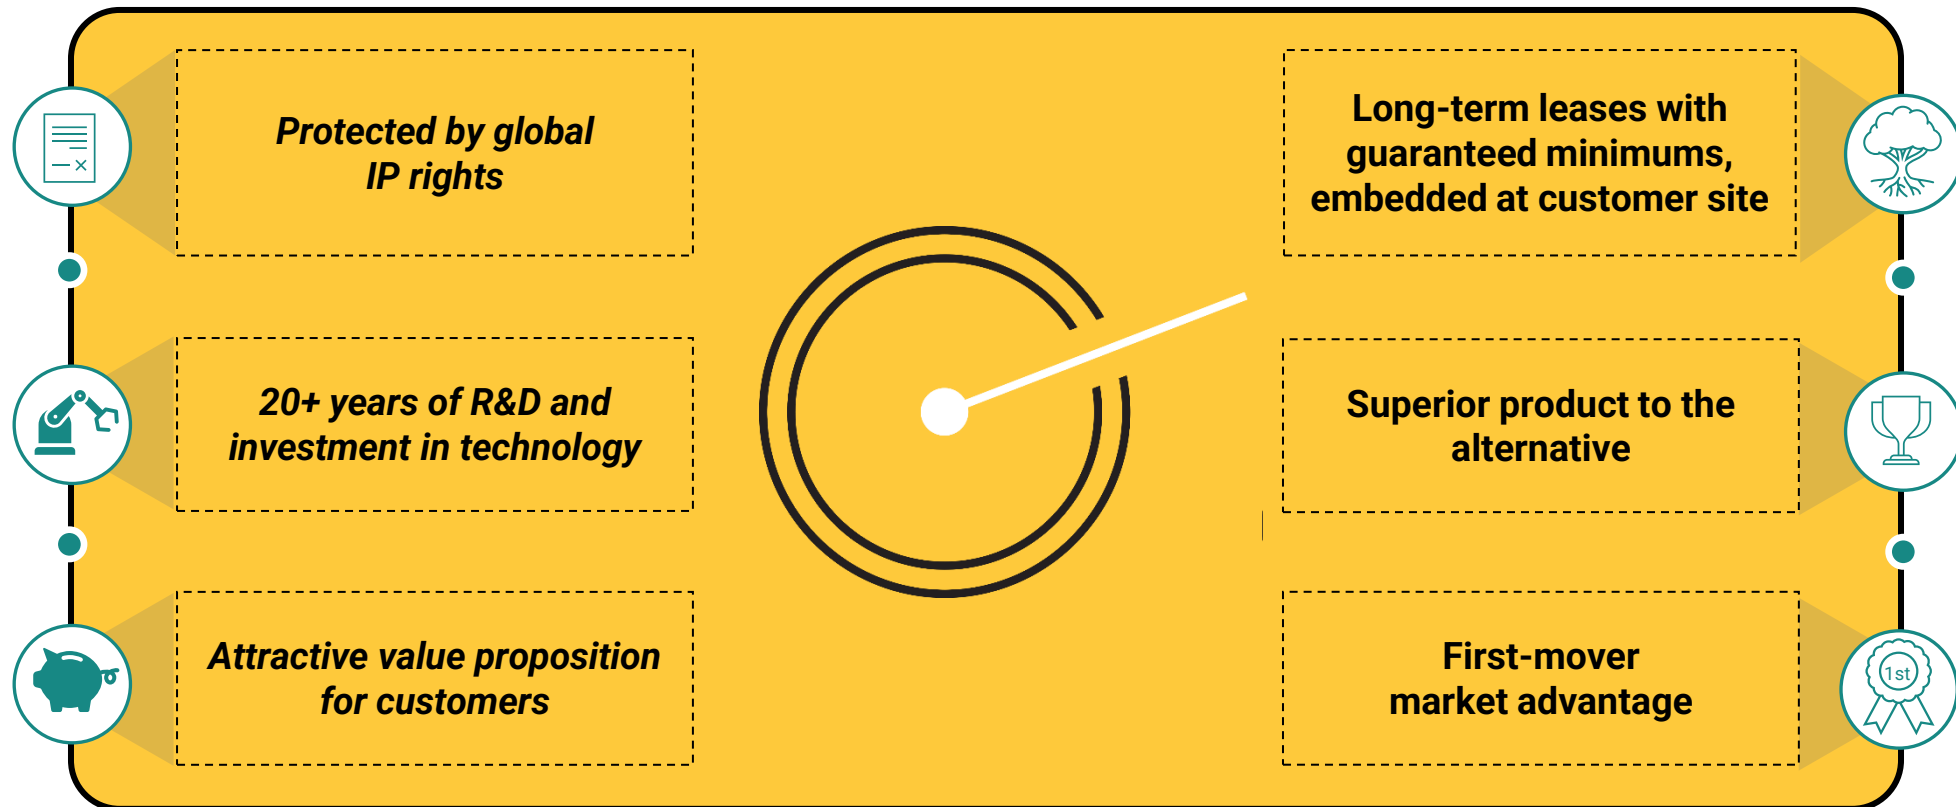 Protected by global
IP rights
20+ years of R&D and
investment in technology
Attractive value proposition
for customers
Long-term leases with
guaranteed minimums,
embedded at customer site
Superior product to the
alternative
First-mover
market advantage
1st